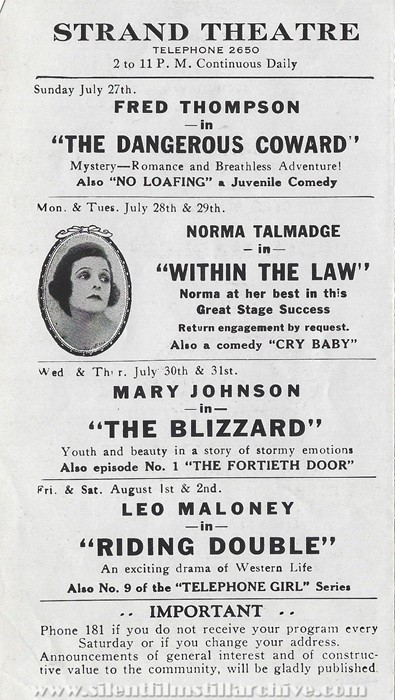 STRAND THEATRE
TELEPHONE 2650
2 to 11 P. M. Continuous Daily
Sunday July 27th.
FRED THOMPSON
—in
"THE DANGEROUS COWARD"
Mystery—Romance and Breathless Adventure!
Also "NO LOAFING" a Juvenile Comedy
Mon. & Tues. July 28th & 29th.
NORMA TALMADGE
—in—
"WITHIN THE LAW"
Norma at her best in this
Great Stage Success
Return engagement by request.
Also a comedy "CRY BABY"
Wed & Thur. July 30th & 31st.
MARY JOHNSON
—in—
"THE BLIZZARD"
Youth and beauty in a story of stormy emotions
Also episode No. 1 "THE FORTIETH DOOR"
Fri. & Sat. August 1st & 2nd.
LEO MALONEY
—in—
"RIDING DOUBLE"
An exciting drama of Western Life
Also No. 9 of the "TELEPHONE GIRL" Series
.. IMPORTANT ..
Phone 181 if you do not receive your program every
Saturday or if you change your address.
Announcements of general interest and of construc-
tive value to the community, will be gladly published
www.silentfilmstillarchive.com